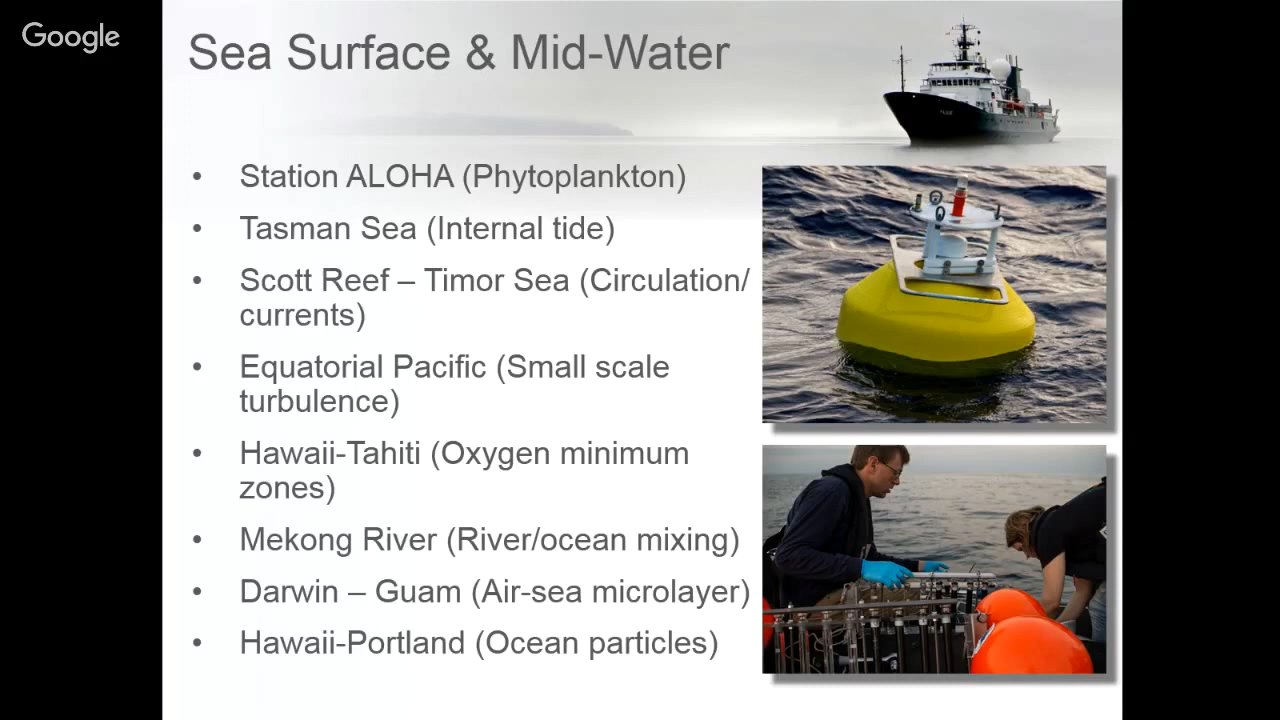 Google
Sea Surface & Mid-Water
• Station ALOHA (Phytoplankton)
• Tasman Sea (Internal tide)
• Scott Reef – Timor Sea (Circulation/
currents)
• Equatorial Pacific (Small scale
turbulence)
• Hawaii-Tahiti (Oxygen minimum
zones)
• Mekong River (River/ocean mixing)
• Darwin – Guam (Air-sea microlayer)
• Hawaii-Portland (Ocean particles)